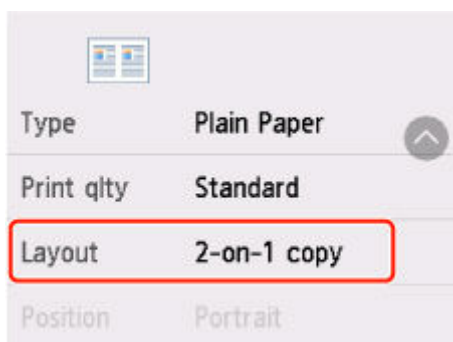 Type Plain Paper
Print qlty Standard
Layout 2-on-1 copy
Position Portrait